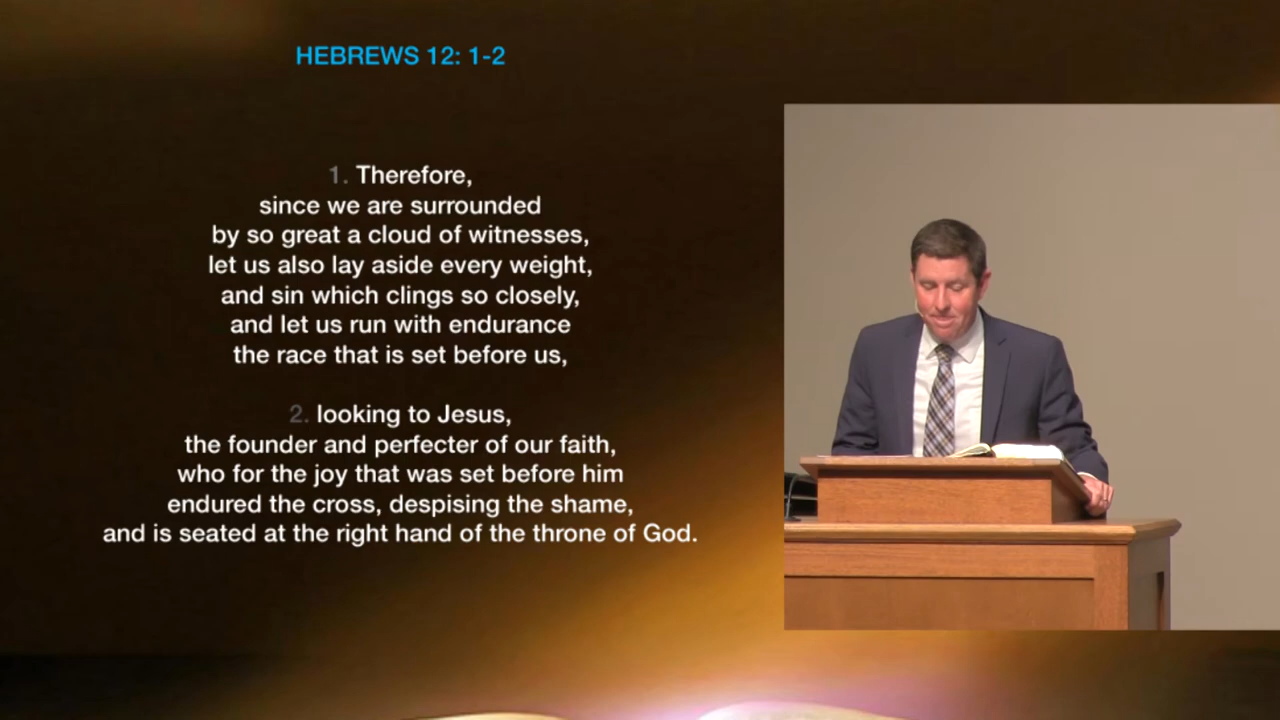 HEBREWS 12: 1-2
1. Therefore,
since we are surrounded
by so great a cloud of witnesses,
let us also lay aside every weight,
and sin which clings so closely,
and let us run with endurance
the race that is set before us,
2. looking to Jesus,
the founder and perfecter of our faith,
who for the joy that was set before him
endured the cross, despising the shame,
and is seated at the right hand of the throne of God.